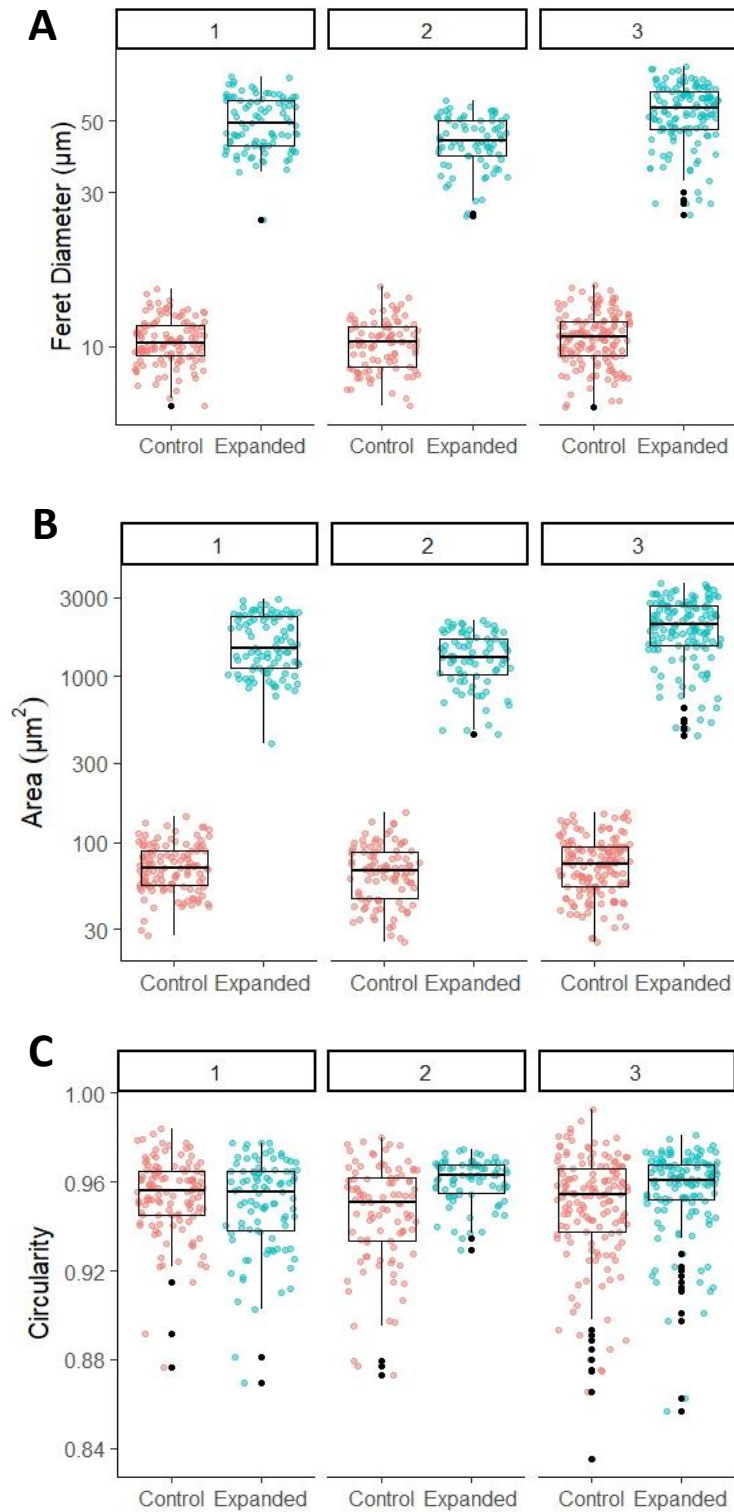 A
1 2 3
Feret Diameter (µm)
50
30
10
Control Expanded Control Expanded Control Expanded
B
1 2 3
Area (µm²)
3000
1000
300
100
30
Control Expanded Control Expanded Control Expanded
C
1 2 3
Circularity
1.00
0.96
0.92
0.88
0.84
Control Expanded Control Expanded Control Expanded